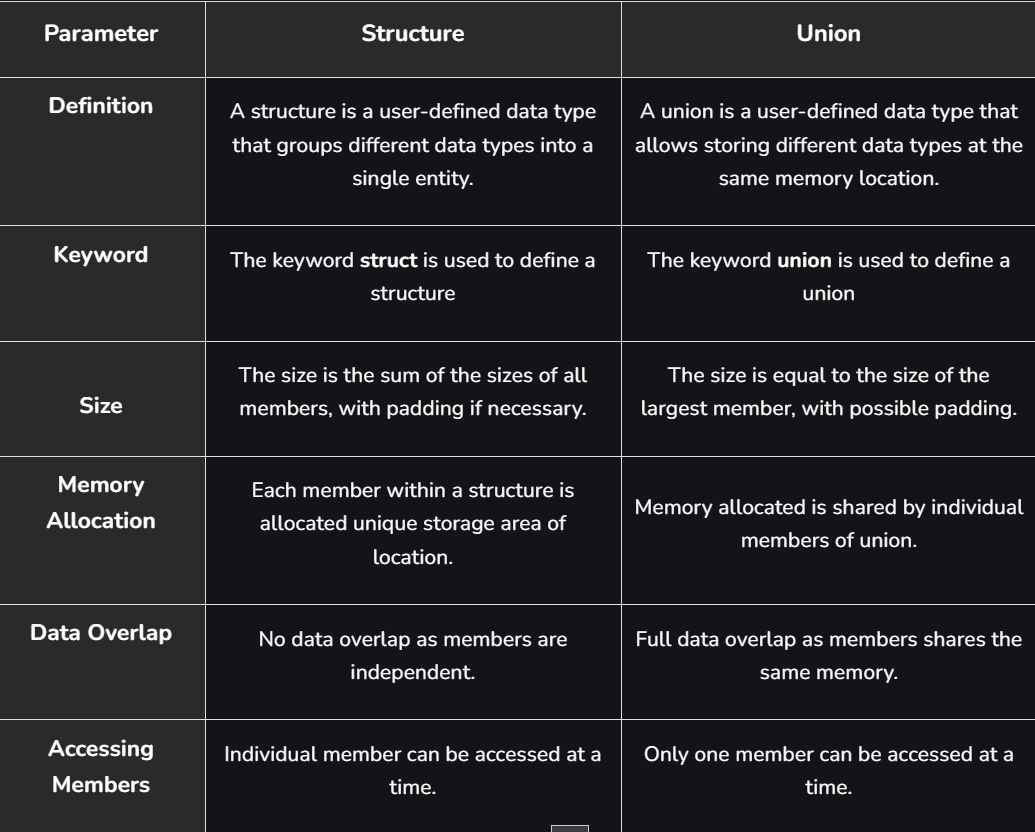 Parameter
Structure
Union
Definition
A structure is a user-defined data type
that groups different data types into a
single entity.
A union is a user-defined data type that
allows storing different data types at the
same memory location.
Keyword
The keyword struct is used to define a
structure
The keyword union is used to define a
union
Size
The size is the sum of the sizes of all
members, with padding if necessary.
The size is equal to the size of the
largest member, with possible padding.
Memory
Allocation
Each member within a structure is
allocated unique storage area of
location.
Memory allocated is shared by individual
members of union.
Data Overlap
No data overlap as members are
independent.
Full data overlap as members shares the
same memory.
Accessing
Members
Individual member can be accessed at a
time.
Only one member can be accessed at a
time.